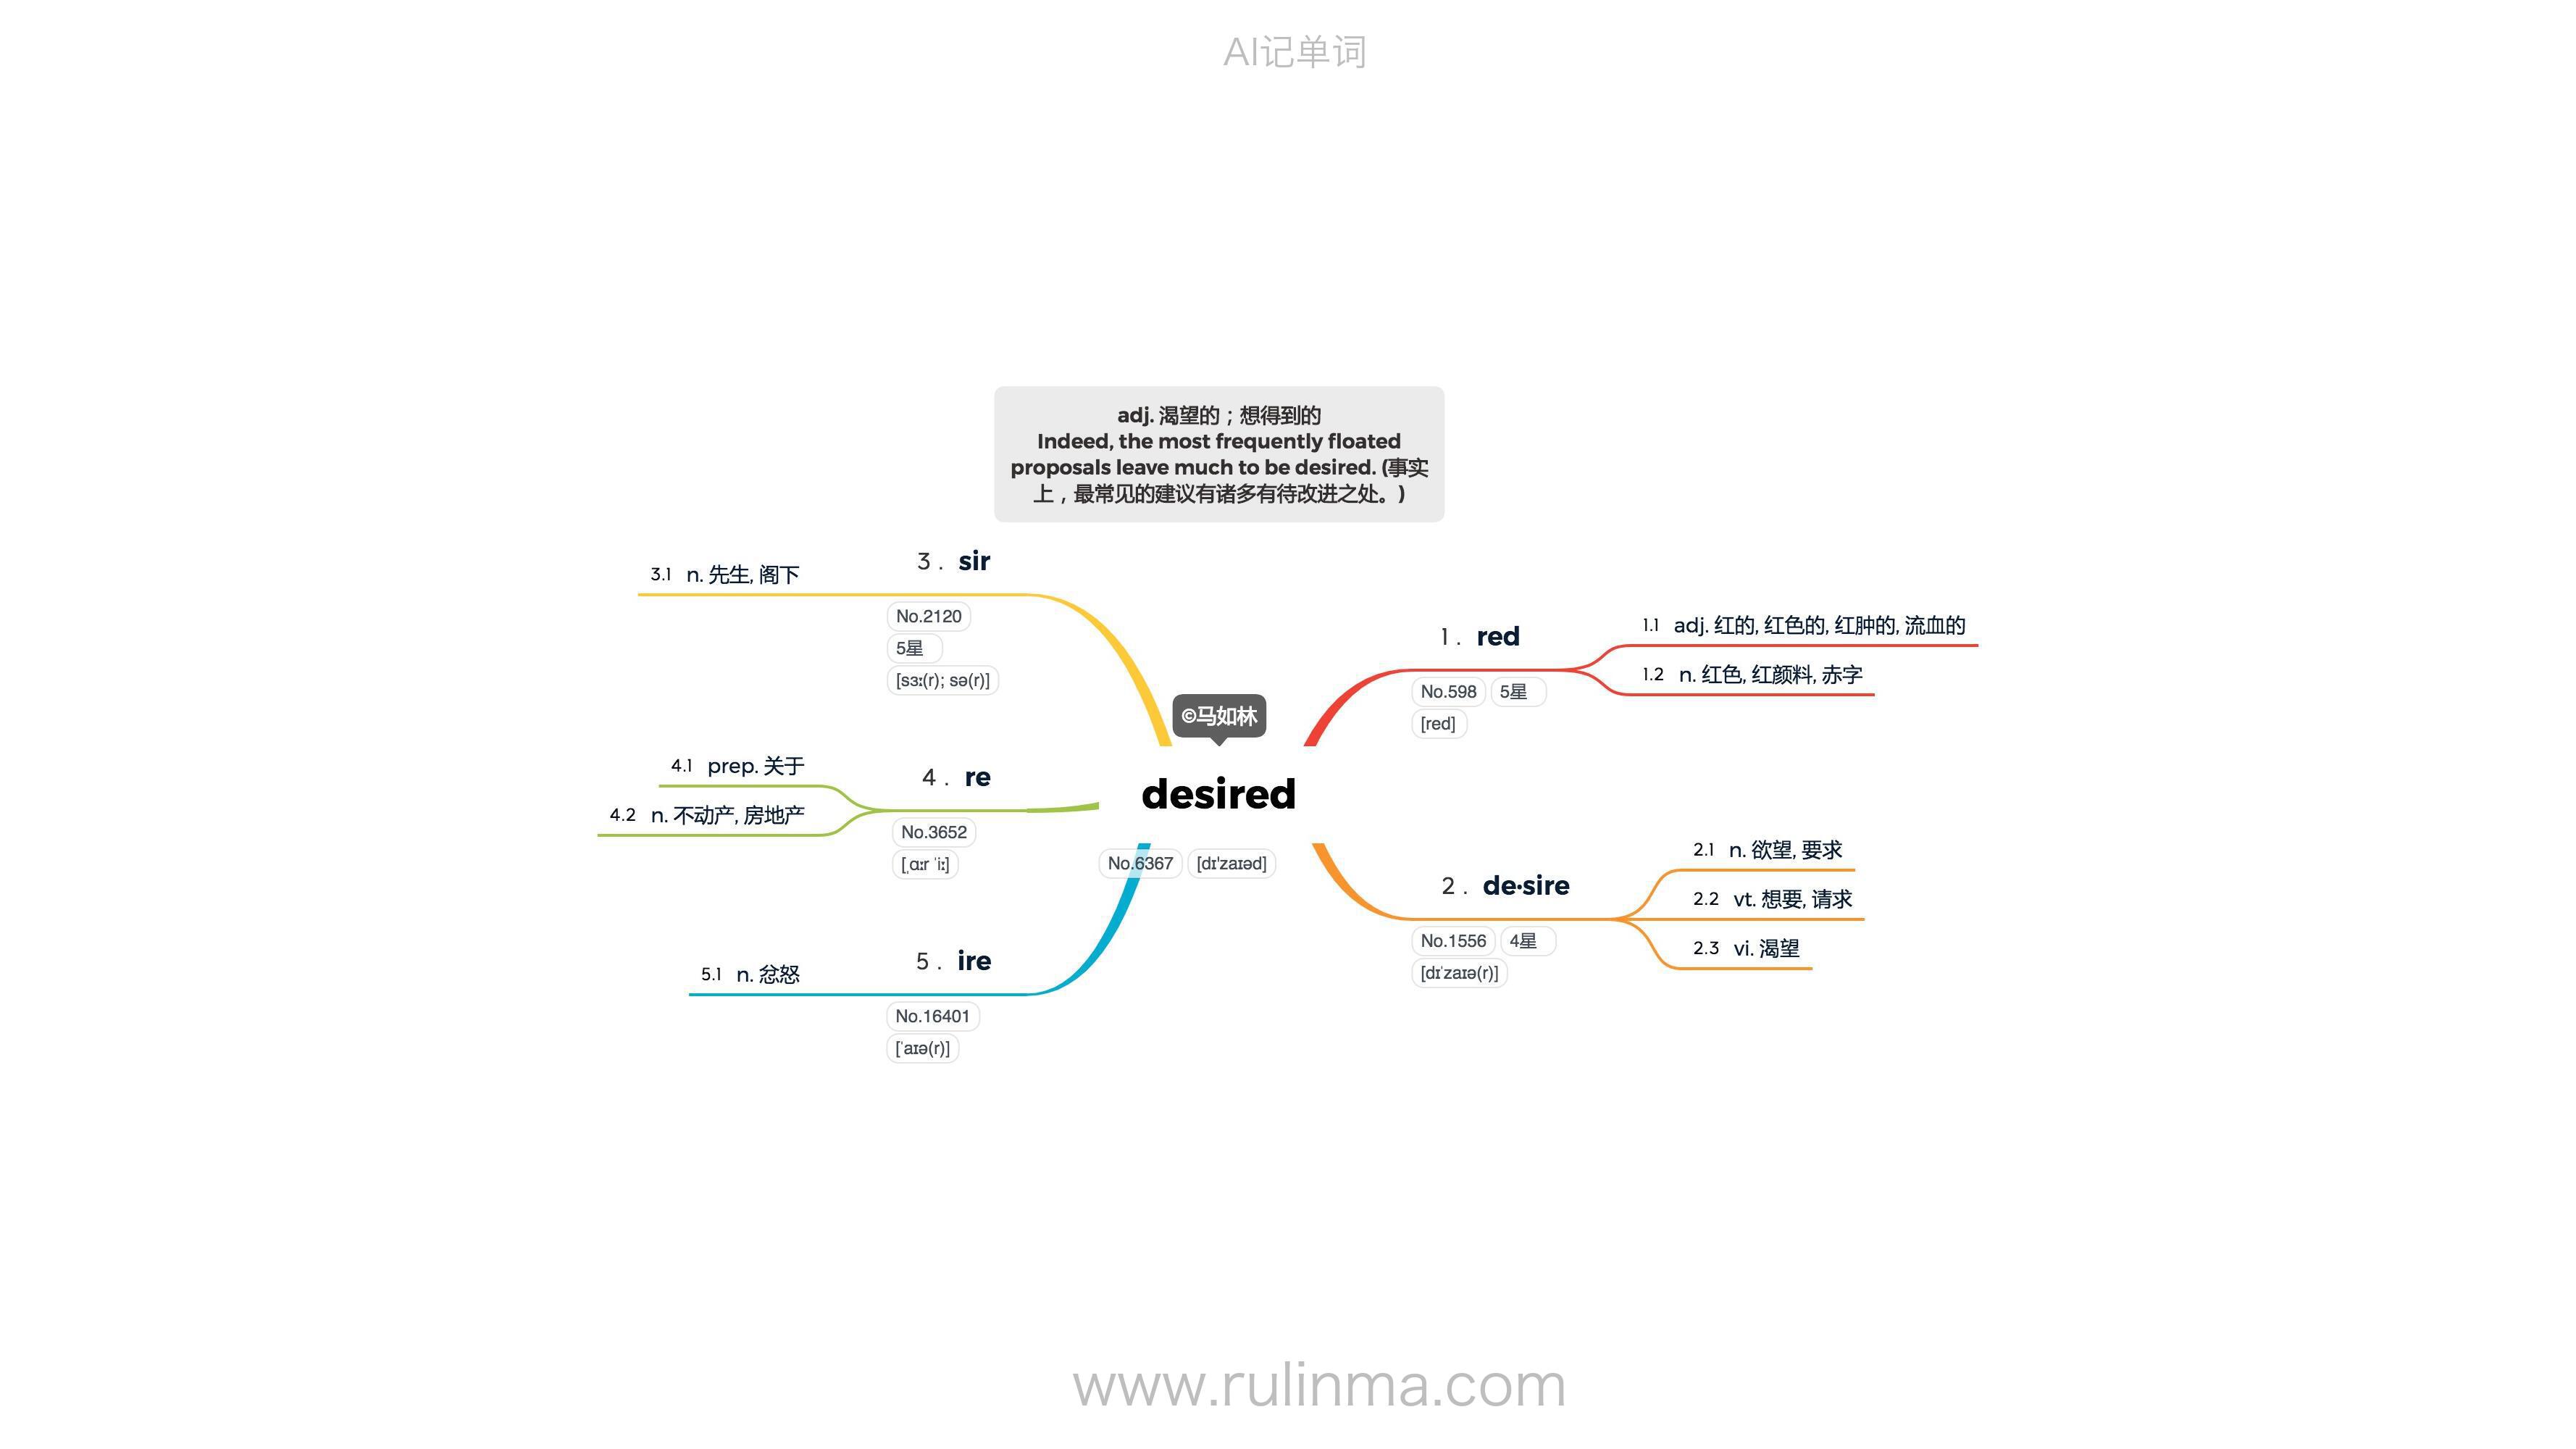 AI记单词
adj. 渴望的；想得到的
Indeed, the most frequently floated
proposals leave much to be desired. (事实
上，最常见的建议有诸多有待改进之处。)
©马如林
desired
No.6367 [dɪ'zaɪəd]
1. red
No.598 5星
[red]
1.1 adj. 红的, 红色的, 红肿的, 流血的
1.2 n. 红色, 红颜料, 赤字
2. de·sire
No.1556 4星
[dɪˈzaɪə(r)]
2.1 n. 欲望, 要求
2.2 vt. 想要, 请求
2.3 vi. 渴望
3. sir
No.2120
5星
[sɜː(r); sə(r)]
3.1 n. 先生, 阁下
4. re
No.3652
[ˌɑːr ˈiː]
4.1 prep. 关于
4.2 n. 不动产, 房地产
5. ire
No.16401
[ˈaɪə(r)]
5.1 n. 忿怒
www.rulinma.com